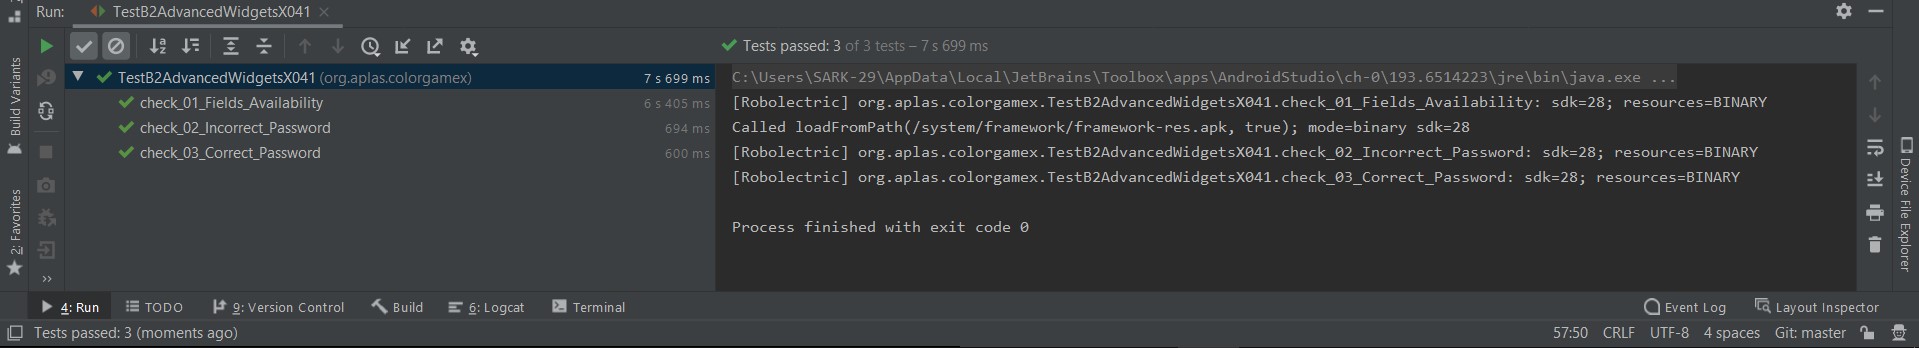 Run: TestB2AdvancedWidgetsX041
Tests passed: 3 of 3 tests – 7 s 699 ms
TestB2AdvancedWidgetsX041 (org.aplas.colorgamex) 7 s 699 ms
check_01_Fields_Availability 6 s 405 ms
check_02_Incorrect_Password 694 ms
check_03_Correct_Password 600 ms
C:\Users\SARK-29\AppData\Local\JetBrains\Toolbox\apps\AndroidStudio\ch-0\193.6514223\jre\bin\java.exe ...
[Robolectric] org.aplas.colorgamex.TestB2AdvancedWidgetsX041.check_01_Fields_Availability: sdk=28; resources=BINARY
Called loadFromPath(/system/framework/framework-res.apk, true); mode=binary sdk=28
[Robolectric] org.aplas.colorgamex.TestB2AdvancedWidgetsX041.check_02_Incorrect_Password: sdk=28; resources=BINARY
[Robolectric] org.aplas.colorgamex.TestB2AdvancedWidgetsX041.check_03_Correct_Password: sdk=28; resources=BINARY
Process finished with exit code 0
Build Variants
2: Favorites
Device File Explorer
4: Run TODO 9: Version Control Build 6: Logcat Terminal Event Log Layout Inspector
Tests passed: 3 (moments ago) 57:50 CRLF UTF-8 4 spaces Git: master